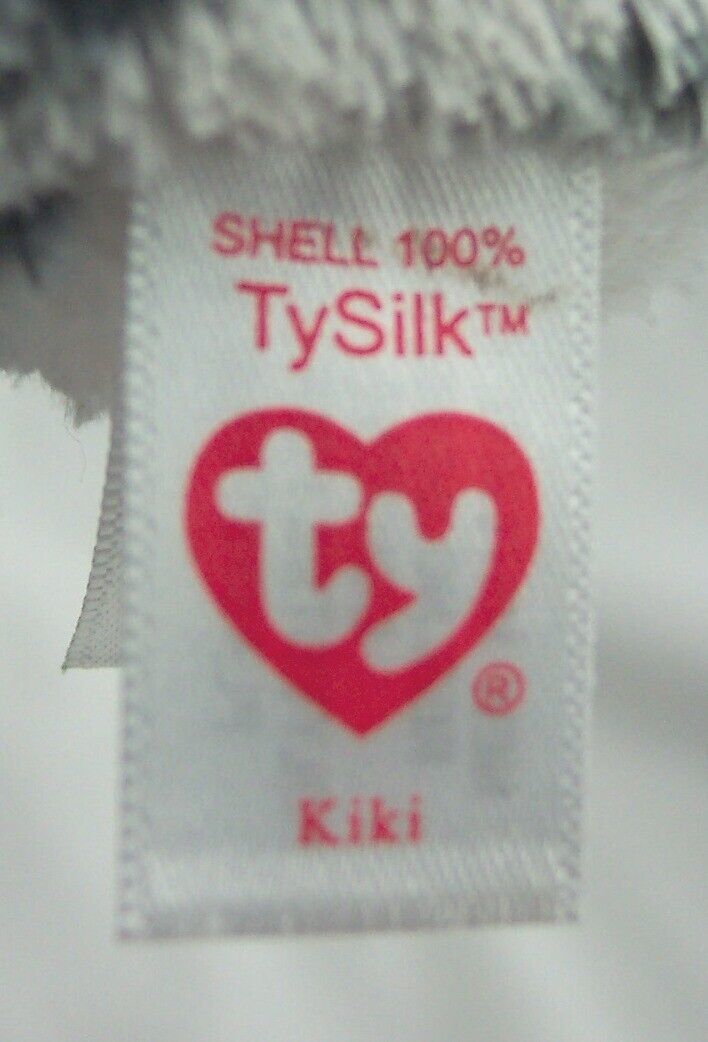 SHELL 100%
TySilk™
ty
®
Kiki